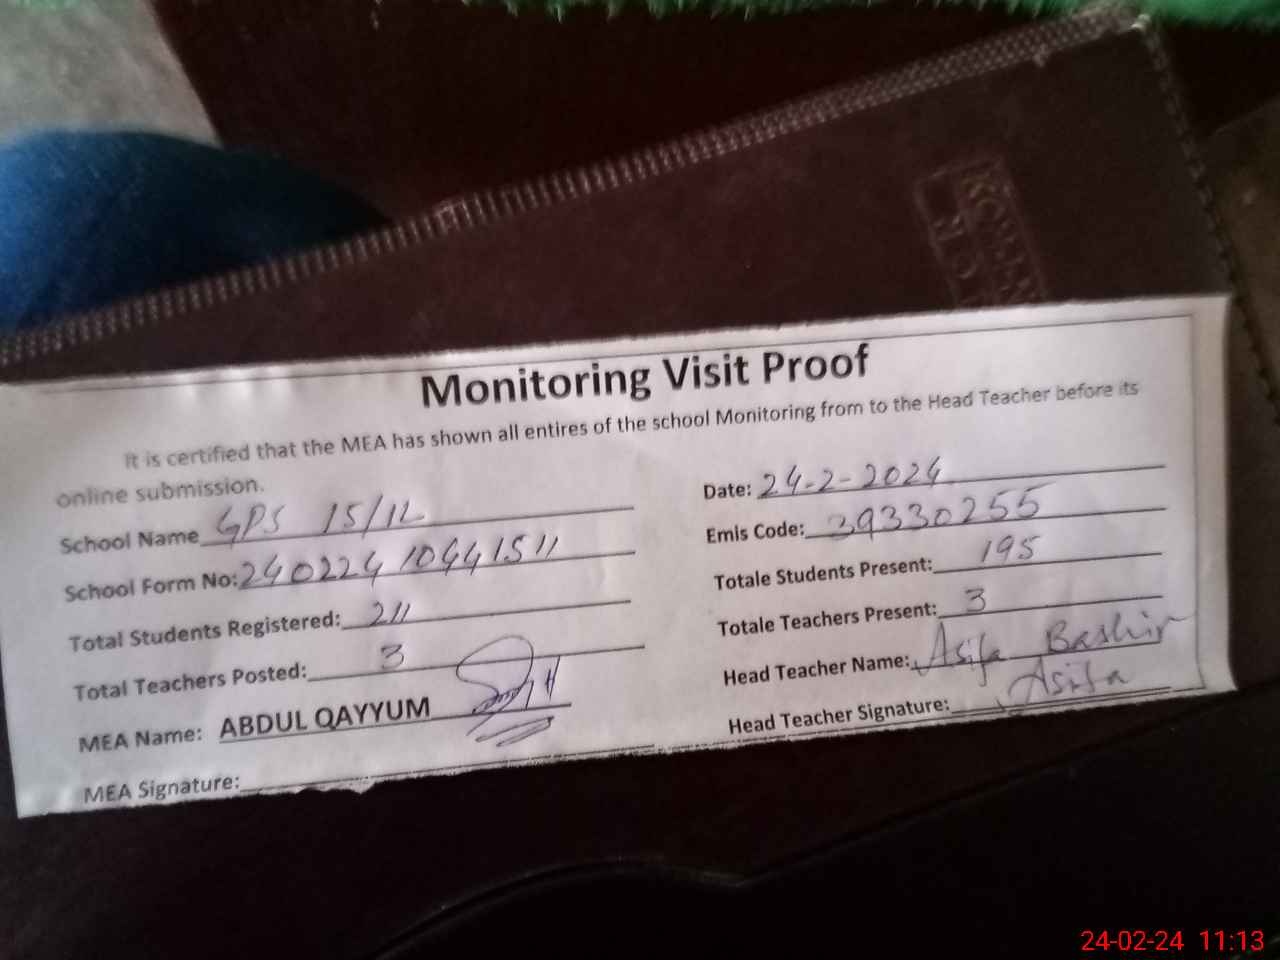 Monitoring Visit Proof
It is certified that the MEA has shown all entires of the school Monitoring from to the Head Teacher before its
online submission.
School Name GPS 15/1L
Date: 24-2-2024
School Form No: 240224 10441511
Emis Code: 39330255
Total Students Registered: 211
Totale Students Present: 195
Total Teachers Posted: 3
Totale Teachers Present: 3
MEA Name: ABDUL QAYYUM
Head Teacher Name: Asifa Bashir
MEA Signature:
Head Teacher Signature: Asifa
24-02-24 11:13